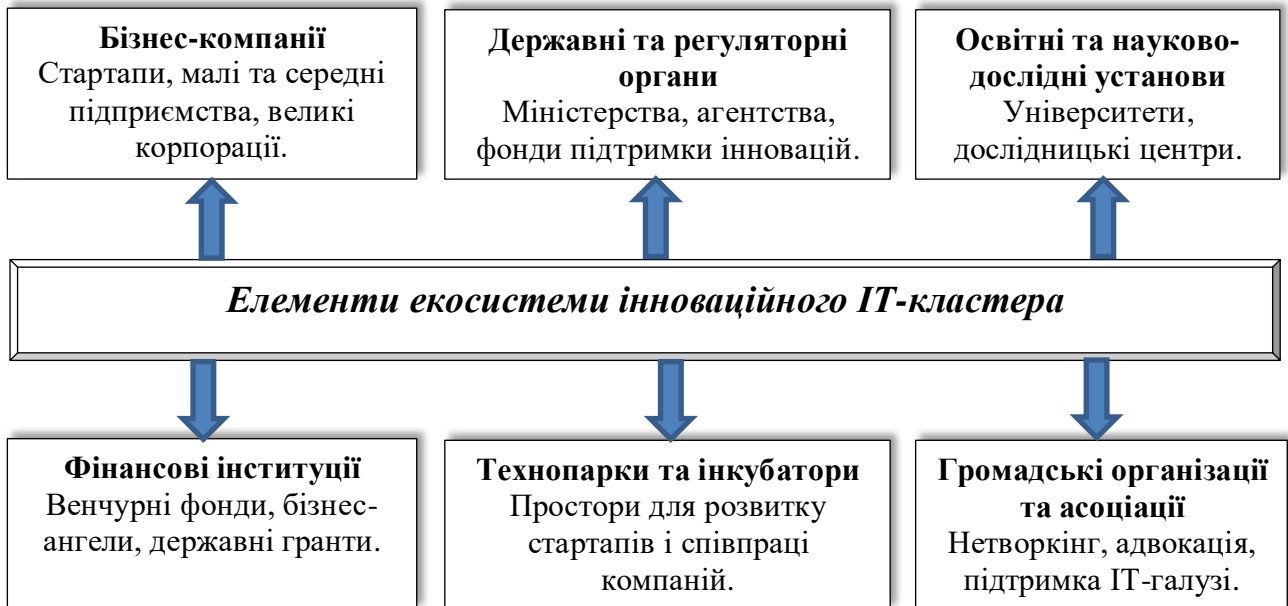 Бізнес-компанії
Стартапи, малі та середні
підприємства, великі
корпорації.
Державні та регуляторні
органи
Міністерства, агентства,
фонди підтримки інновацій.
Освітні та науково-
дослідні установи
Університети,
дослідницькі центри.
Елементи екосистеми інноваційного ІТ-кластера
Фінансові інституції
Венчурні фонди, бізнес-
ангели, державні гранти.
Технопарки та інкубатори
Простори для розвитку
стартапів і співпраці
компаній.
Громадські організації
та асоціації
Нетворкінг, адвокація,
підтримка ІТ-галузі.